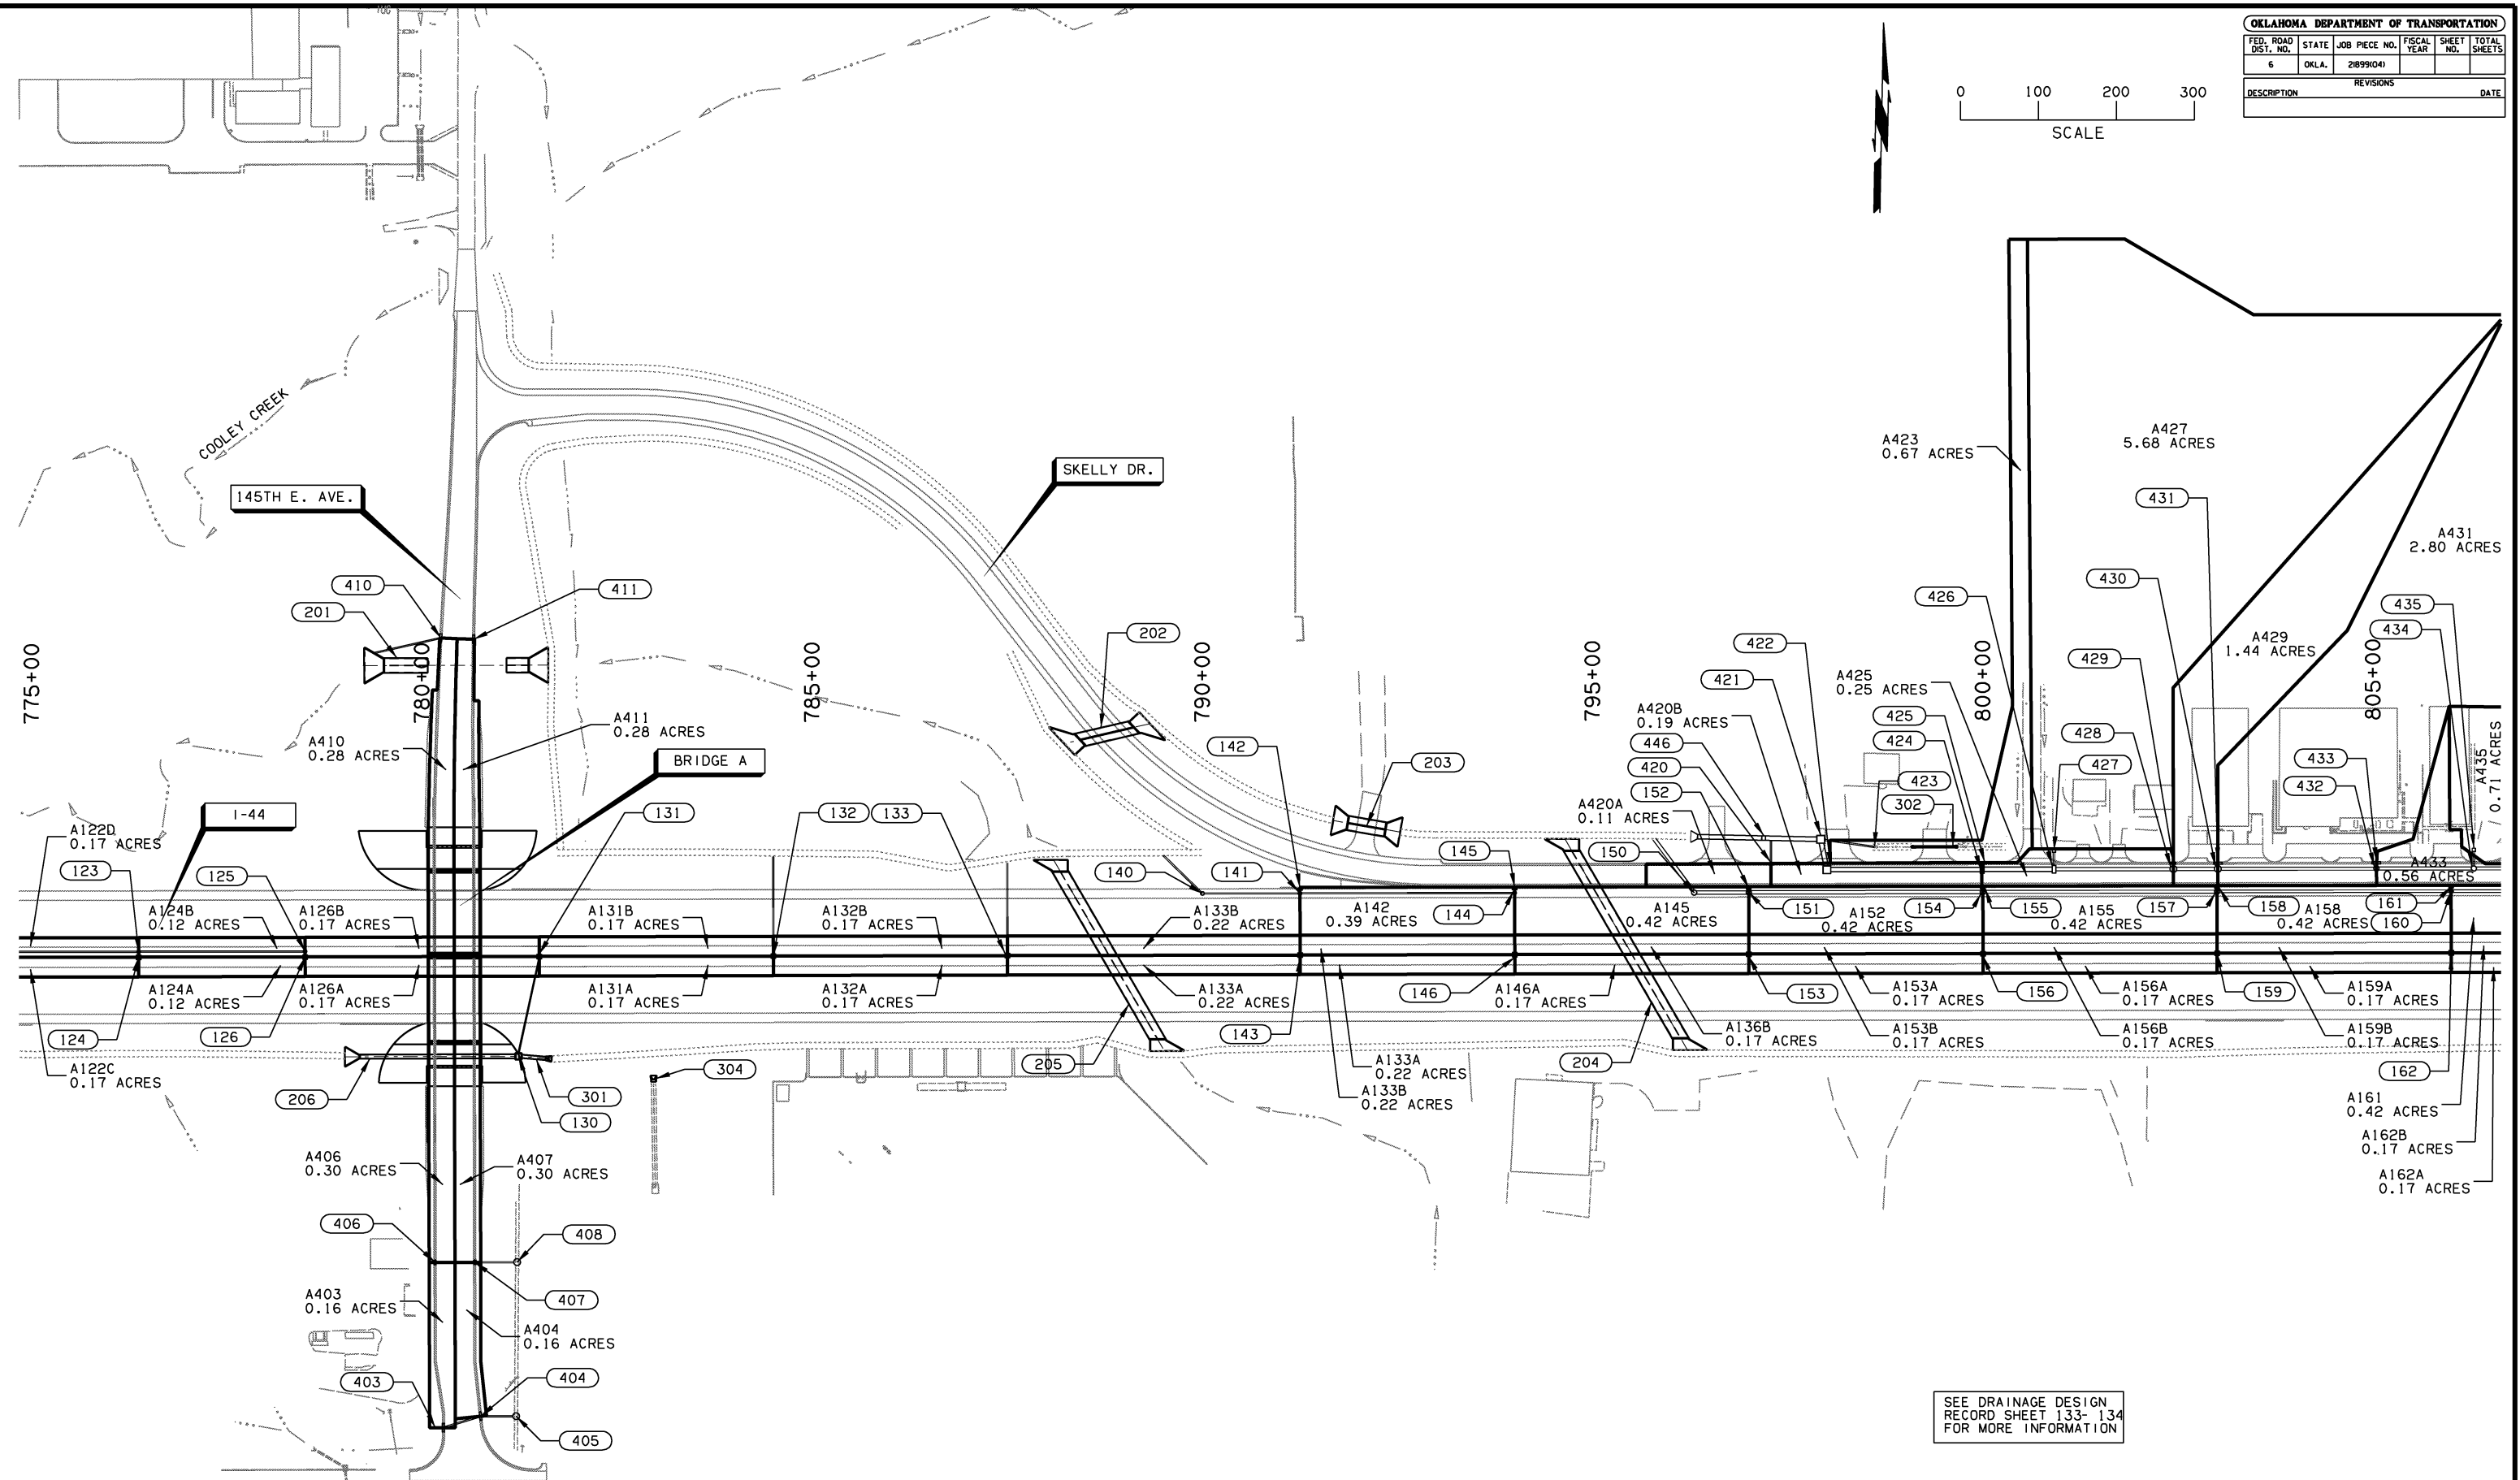 OKLAHOMA DEPARTMENT OF TRANSPORTATION
FED. ROAD DIST. NO.
STATE
JOB PIECE NO.
FISCAL YEAR
SHEET NO.
TOTAL SHEETS
6
OKLA.
21899(04)
REVISIONS
DESCRIPTION
DATE
0
100
200
300
SCALE
COOLEY CREEK
145TH E. AVE.
SKELLY DR.
A423
0.67 ACRES
A427
5.68 ACRES
431
A431
2.80 ACRES
410
411
201
202
426
430
435
434
422
429
A429
1.44 ACRES
421
A425
0.25 ACRES
775+00
780+00
785+00
790+00
795+00
800+00
805+00
A411
0.28 ACRES
A410
0.28 ACRES
BRIDGE A
142
A420B
0.19 ACRES
446
420
152
425
424
428
433
432
427
423
302
A435
0.71 ACRES
203
I-44
131
132
133
A420A
0.11 ACRES
A122D
0.17 ACRES
123
125
140
141
145
150
A433
0.56 ACRES
A124B
0.12 ACRES
A126B
0.17 ACRES
A131B
0.17 ACRES
A132B
0.17 ACRES
A133B
0.22 ACRES
A142
0.39 ACRES
144
A145
0.42 ACRES
151
A152
0.42 ACRES
154
155
A155
0.42 ACRES
157
158
A158
0.42 ACRES
161
160
A124A
0.12 ACRES
A126A
0.17 ACRES
A131A
0.17 ACRES
A132A
0.17 ACRES
A133A
0.22 ACRES
146
A146A
0.17 ACRES
153
A153A
0.17 ACRES
156
A156A
0.17 ACRES
159
A159A
0.17 ACRES
124
126
143
A136B
0.17 ACRES
A153B
0.17 ACRES
A156B
0.17 ACRES
A159B
0.17 ACRES
A122C
0.17 ACRES
206
301
130
304
205
A133A
0.22 ACRES
A133B
0.22 ACRES
204
162
A161
0.42 ACRES
A162B
0.17 ACRES
A162A
0.17 ACRES
A406
0.30 ACRES
A407
0.30 ACRES
406
408
407
A403
0.16 ACRES
A404
0.16 ACRES
403
404
405
SEE DRAINAGE DESIGN
RECORD SHEET 133- 134
FOR MORE INFORMATION